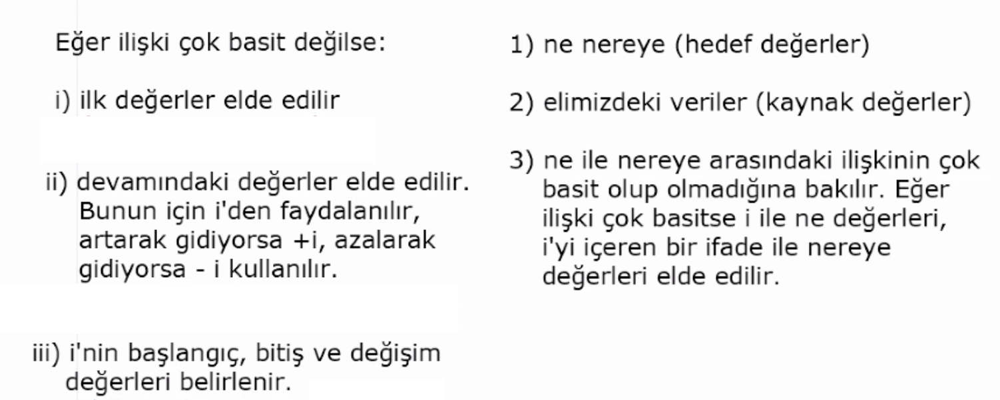 Eğer ilişki çok basit değilse:
i) ilk değerler elde edilir
ii) devamındaki değerler elde edilir.
Bunun için i'den faydalanılır,
artarak gidiyorsa +i, azalarak
gidiyorsa - i kullanılır.
iii) i'nin başlangıç, bitiş ve değişim
değerleri belirlenir.
1) ne nereye (hedef değerler)
2) elimizdeki veriler (kaynak değerler)
3) ne ile nereye arasındaki ilişkinin çok
basit olup olmadığına bakılır. Eğer
ilişki çok basitse i ile ne değerleri,
i'yi içeren bir ifade ile nereye
değerleri elde edilir.